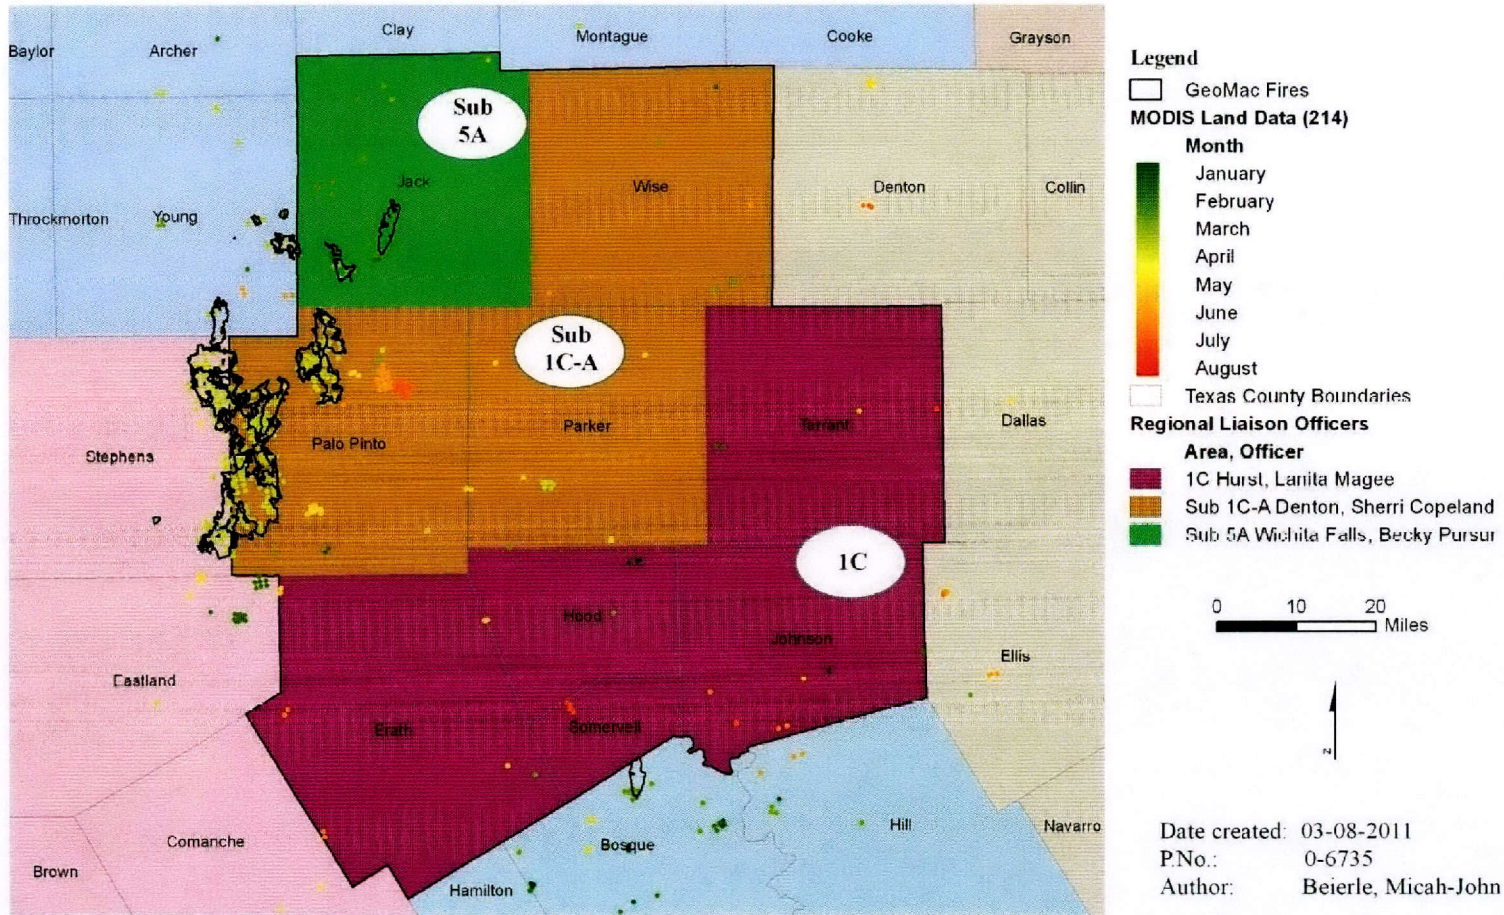 Clay
Montague
Cooke
Grayson
Baylor
Archer
Sub
5A
Jack
Wise
Denton
Collin
Throckmorton
Young
Sub
1C-A
Palo Pinto
Parker
Tarrant
Dallas
Stephens
1C
Hood
Johnson
Ellis
Eastland
Erath
Somervell
Comanche
Bosque
Hill
Navarro
Brown
Hamilton
Legend
GeoMac Fires
MODIS Land Data (214)
Month
January
February
March
April
May
June
July
August
Texas County Boundaries
Regional Liaison Officers
Area, Officer
1C Hurst, Lanita Magee
Sub 1C-A Denton, Sherri Copeland
Sub 5A Wichita Falls, Becky Pursur
0 10 20
Miles
N
Date created: 03-08-2011
P.No.: 0-6735
Author: Beierle, Micah-John